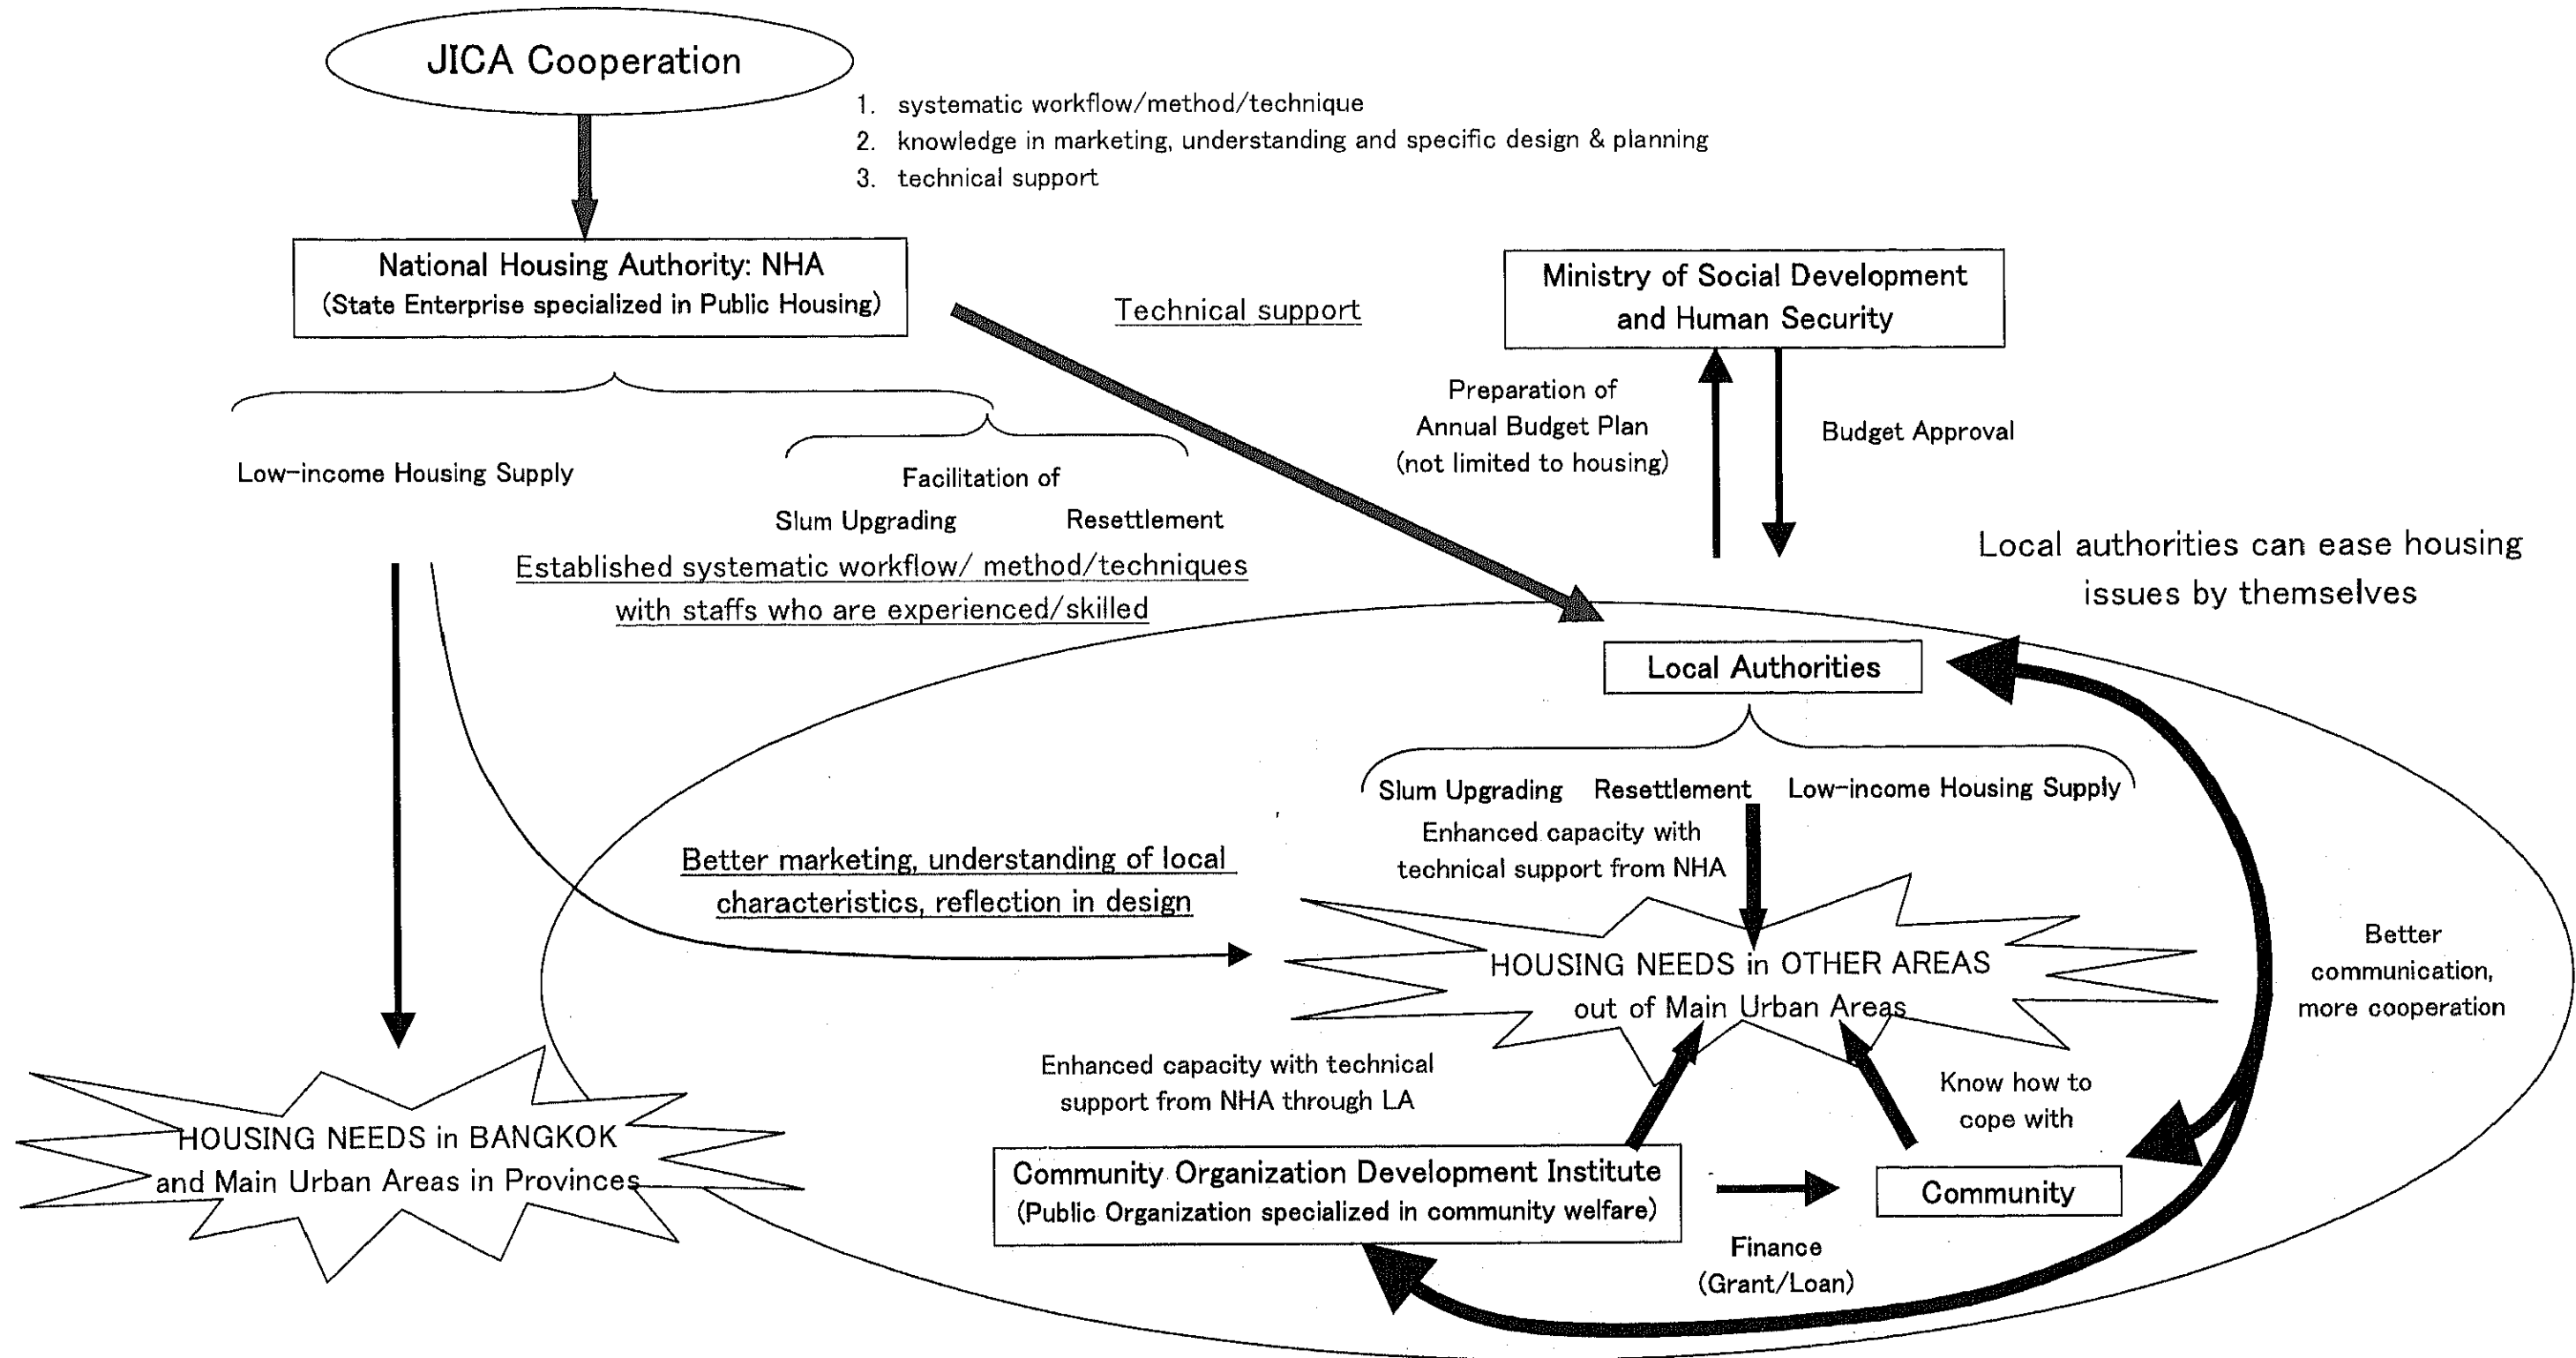 JICA Cooperation
1. systematic workflow/method/technique
2. knowledge in marketing, understanding and specific design & planning
3. technical support
National Housing Authority: NHA
(State Enterprise specialized in Public Housing)
Technical support
Ministry of Social Development
and Human Security
Preparation of
Annual Budget Plan
(not limited to housing)
Budget Approval
Low-income Housing Supply
Facilitation of
Slum Upgrading Resettlement
Established systematic workflow/ method/techniques
with staffs who are experienced/skilled
Local authorities can ease housing
issues by themselves
Local Authorities
Slum Upgrading Resettlement Low-income Housing Supply
Enhanced capacity with
technical support from NHA
Better marketing, understanding of local
characteristics, reflection in design
HOUSING NEEDS in OTHER AREAS
out of Main Urban Areas
Better
communication,
more cooperation
Enhanced capacity with technical
support from NHA through LA
Know how to
cope with
HOUSING NEEDS in BANGKOK
and Main Urban Areas in Provinces
Community Organization Development Institute
(Public Organization specialized in community welfare)
Community
Finance
(Grant/Loan)